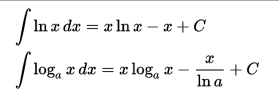 ∫ ln x dx = x ln x − x + C
∫ logₐ x dx = x logₐ x − x/ln a + C